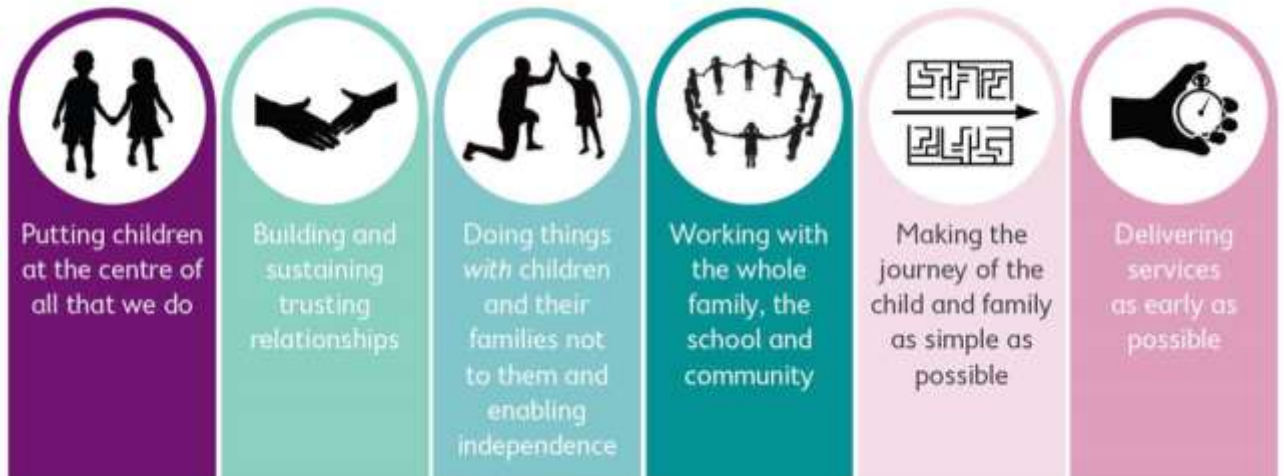 Putting children
at the centre of
all that we do
Building and
sustaining
trusting
relationships
Doing things
with children
and their
families not
to them and
enabling
independence
Working with
the whole
family, the
school and
community
Making the
journey of the
child and family
as simple as
possible
Delivering
services
as early as
possible